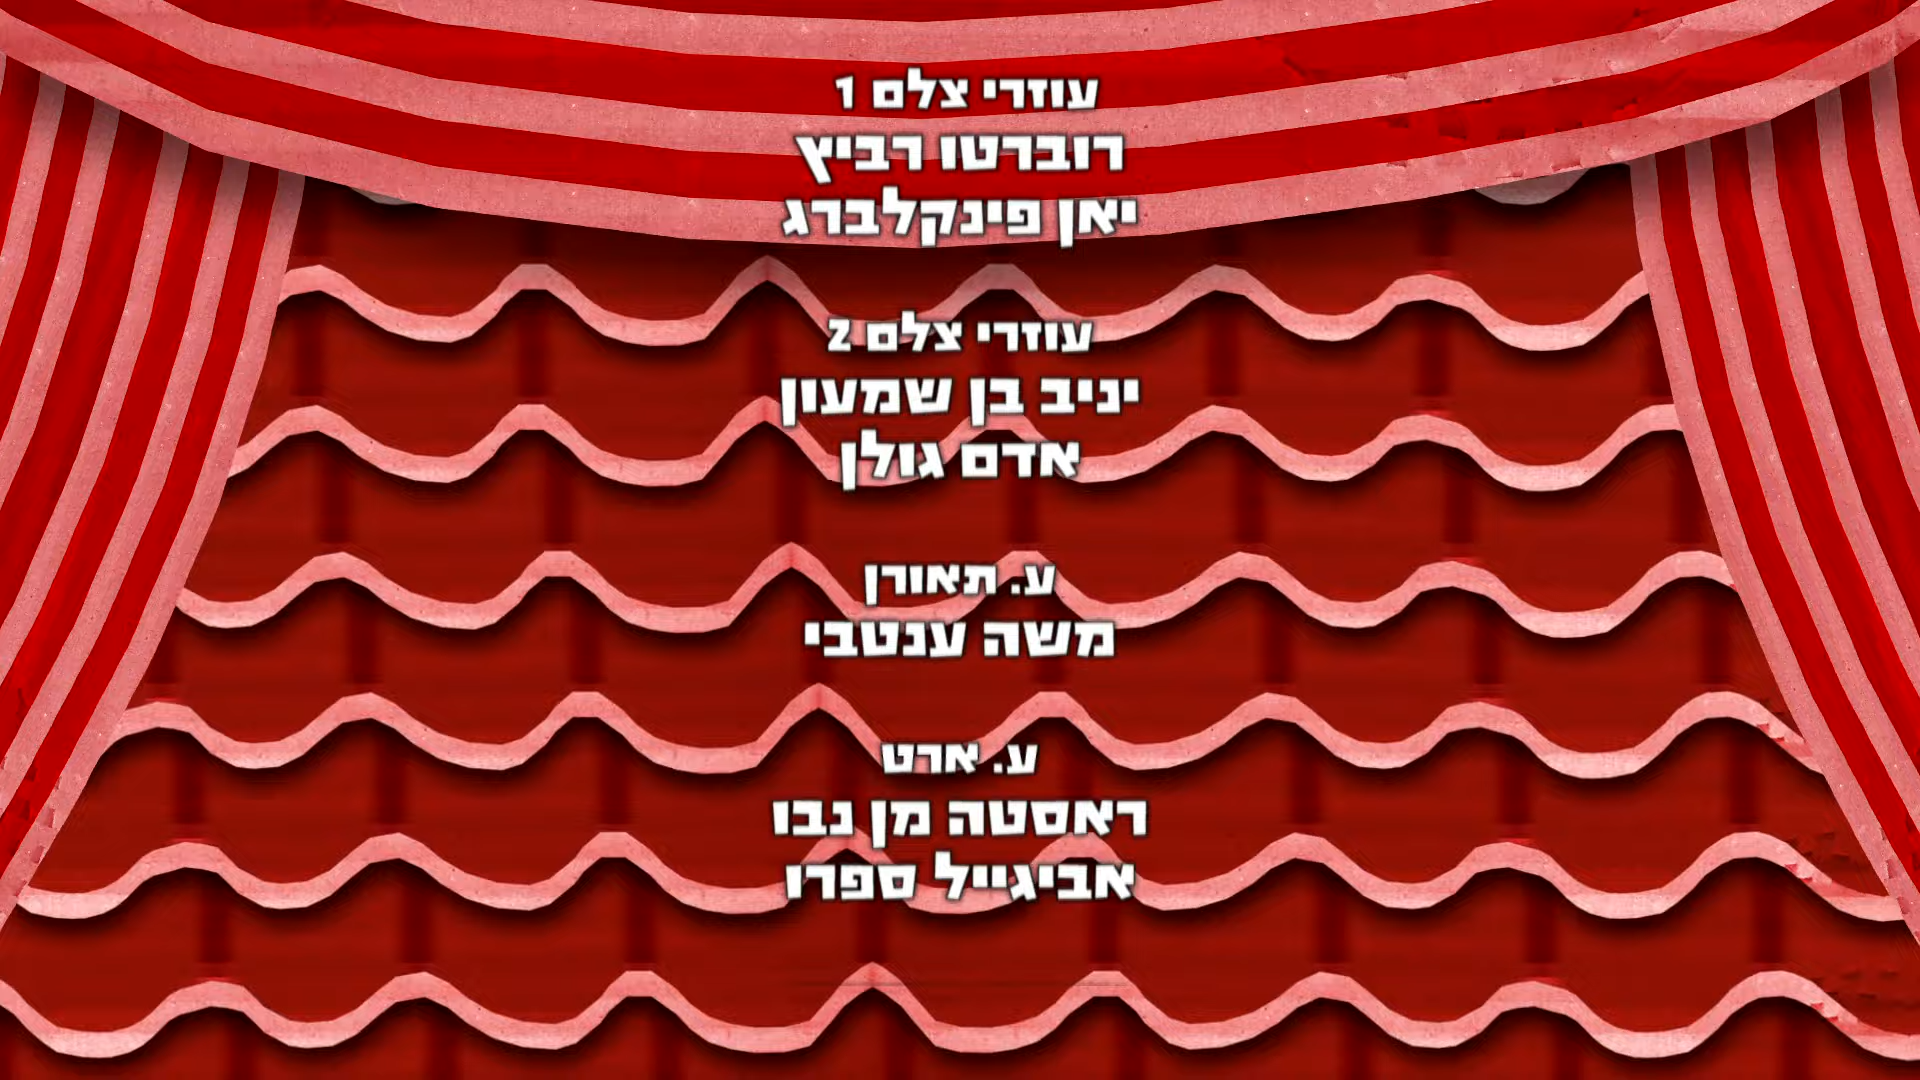 עוזרי צלם 1
רוברטו רביץ
יאן פינקלברג
עוזרי צלם 2
יניב בן שמעון
אדם גולן
ע. תאורן
משה ענטבי
ע. ארט
ראסטה מן נבו
אביגייל ספרו